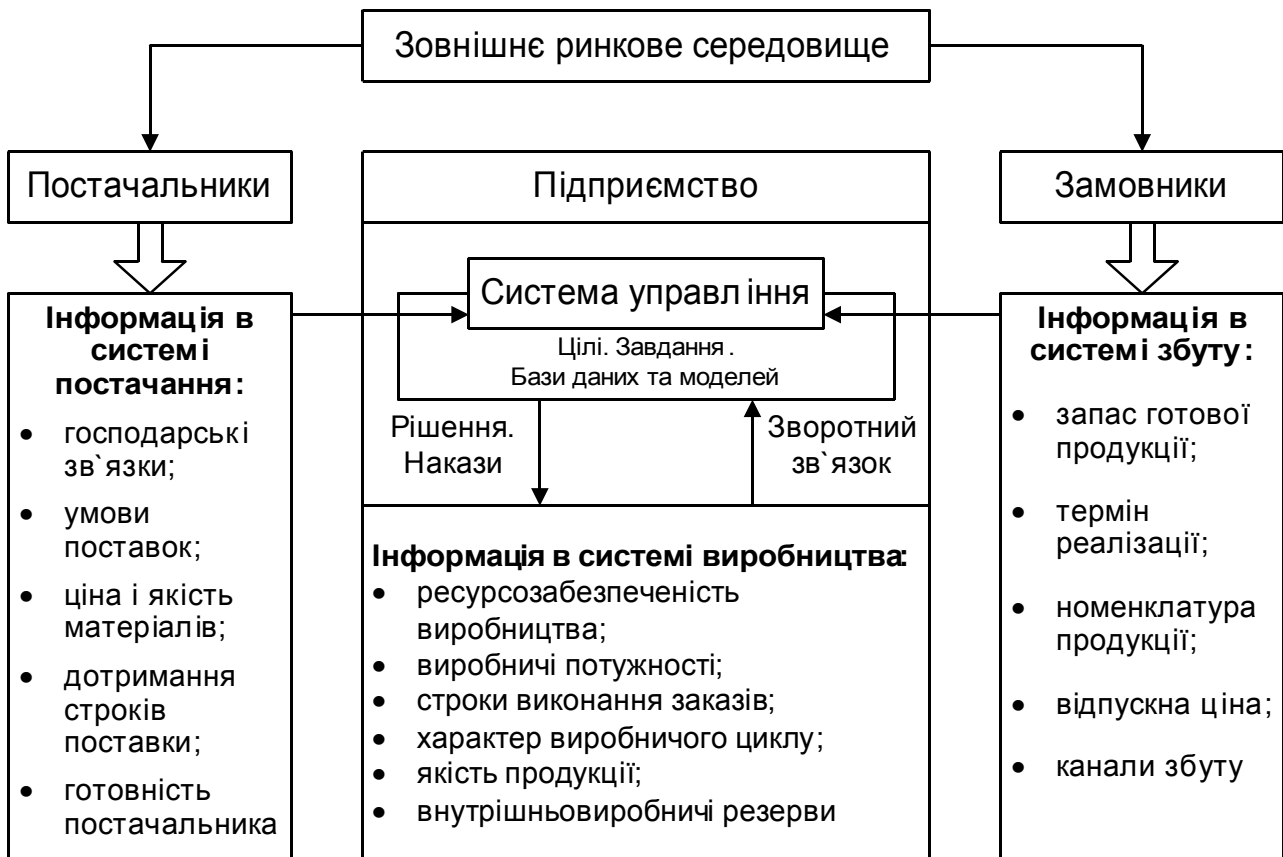 Зовнішнє ринкове середовище
Постачальники
Підприємство
Замовники
Інформація в
системі
постачання:
• господарські
зв`язки;
• умови
поставок;
• ціна і якість
матеріалів;
• дотримання
строків
поставки;
• готовність
постачальника
Система управління
Цілі. Завдання.
Бази даних та моделей
Рішення.
Накази
Зворотний
зв`язок
Інформація в системі виробництва:
• ресурсозабезпеченість
виробництва;
• виробничі потужності;
• строки виконання заказів;
• характер виробничого циклу;
• якість продукції;
• внутрішньовиробничі резерви
Інформація в
системі збуту:
• запас готової
продукції;
• термін
реалізації;
• номенклатура
продукції;
• відпускна ціна;
• канали збуту